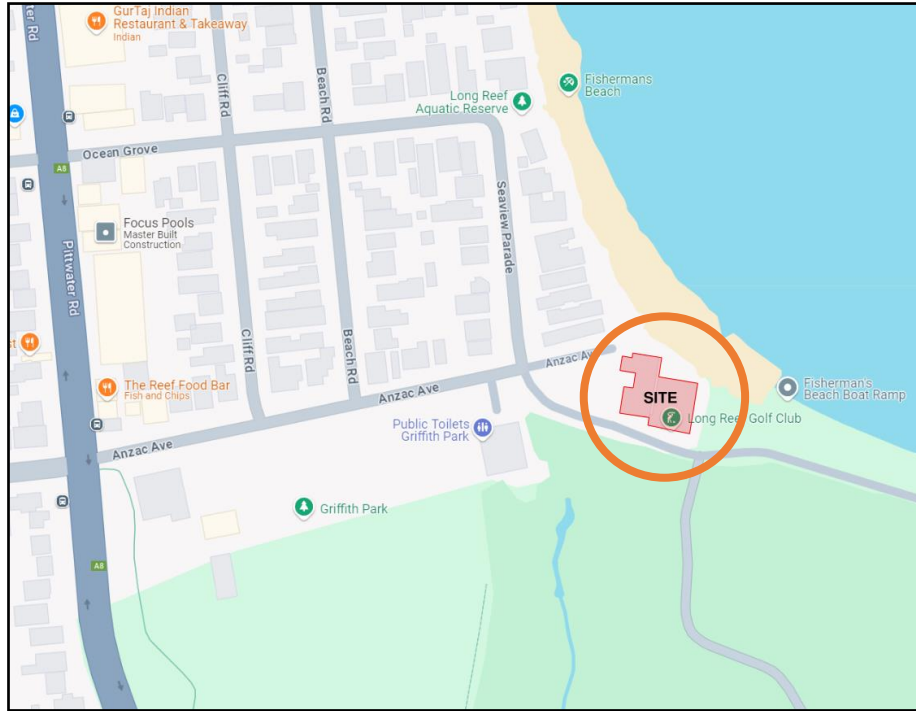 GurTaj Indian
Restaurant & Takeaway
Indian
Cliff Rd
Beach Rd
Long Reef
Aquatic Reserve
Fishermans
Beach
Ocean Grove
A8
Focus Pools
Master Built
Construction
Pittwater Rd
Seaview Parade
Cliff Rd
Beach Rd
Anzac Ave
The Reef Food Bar
Fish and Chips
Anzac Ave
SITE
Long Reef Golf Club
Fisherman's
Beach Boat Ramp
Public Toilets
Griffith Park
Anzac Ave
Griffith Park
A8